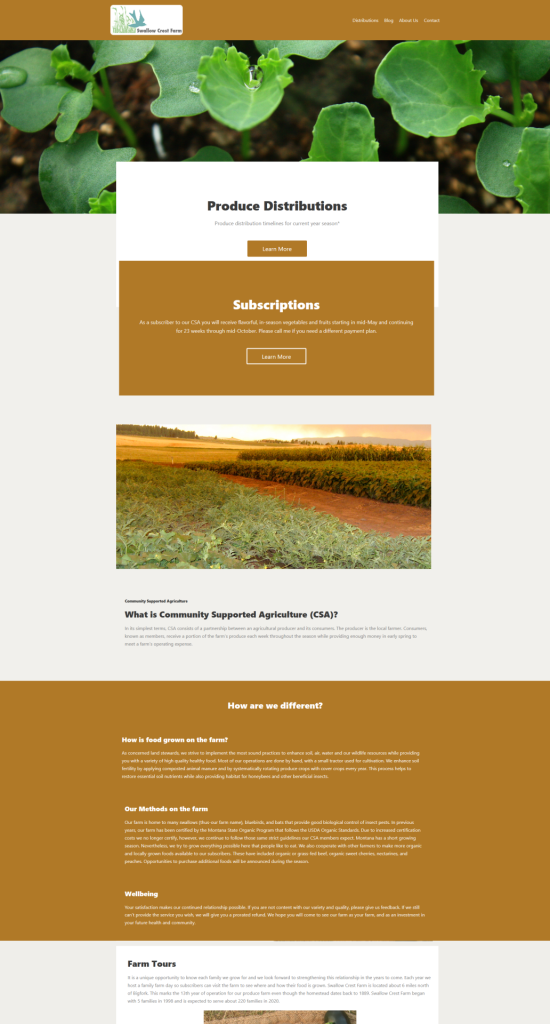 Swallow Crest Farm
Distributions Blog About Us Contact
Produce Distributions
Produce distribution timelines for current year season*
Learn More
Subscriptions
As a subscriber to our CSA you will receive flavorful, in-season vegetables and fruits starting in mid-May and continuing
for 23 weeks through mid-October. Please call me if you need a different payment plan.
Learn More
Community Supported Agriculture
What is Community Supported Agriculture (CSA)?
In its simplest terms, CSA consists of a partnership between an agricultural producer and its consumers. The producer is the local farmer. Consumers,
known as members, receive a portion of the farm's produce each week throughout the season while providing enough money in early spring to
meet a farm's operating expense.
How are we different?
How is food grown on the farm?
As concerned land stewards, we strive to implement the most sound practices to enhance soil, air, water and our wildlife resources while providing
you with a variety of high quality healthy food. Most of our operations are done by hand, with a small tractor used for cultivation. We enhance soil
fertility by applying composted animal manure and by systematically rotating produce crops with cover crops every year. This process helps to
restore essential soil nutrients while also providing habitat for honeybees and other beneficial insects.
Our Methods on the farm
Our farm is home to many swallows (thus our farm name), bluebirds, and bats that provide good biological control of insect pests. In previous
years, our farm has been certified by the Montana State Organic Program that follows the USDA Organic Standards. Due to increased certification
costs we no longer certify, however, we continue to follow those same strict guidelines our CSA members expect. Montana has a short growing
season. Nevertheless, we try to grow everything possible here that people like to eat. We also cooperate with other farmers to make more organic
and locally grown foods available to our subscribers. These have included organic or grass-fed beef, organic sweet cherries, nectarines, and
peaches. Opportunities to purchase additional foods will be announced during the season.
Wellbeing
Your satisfaction makes our continued relationship possible. If you are not content with our variety and quality, please give us feedback. If we still
can't provide the service you wish, we will give you a prorated refund. We hope you will come to see our farm as your farm, and as an investment in
your future health and community.
Farm Tours
It is a unique opportunity to know each family we grow for and we look forward to strengthening this relationship in the years to come. Each year we
host a family farm day so subscribers can visit the farm to see where and how their food is grown. Swallow Crest Farm is located about 6 miles north
of Bigfork. This marks the 13th year of operation for our produce farm even though the homestead dates back to 1989. Swallow Crest Farm began
with 5 families in 1998 and is expected to serve about 220 families in 2020.